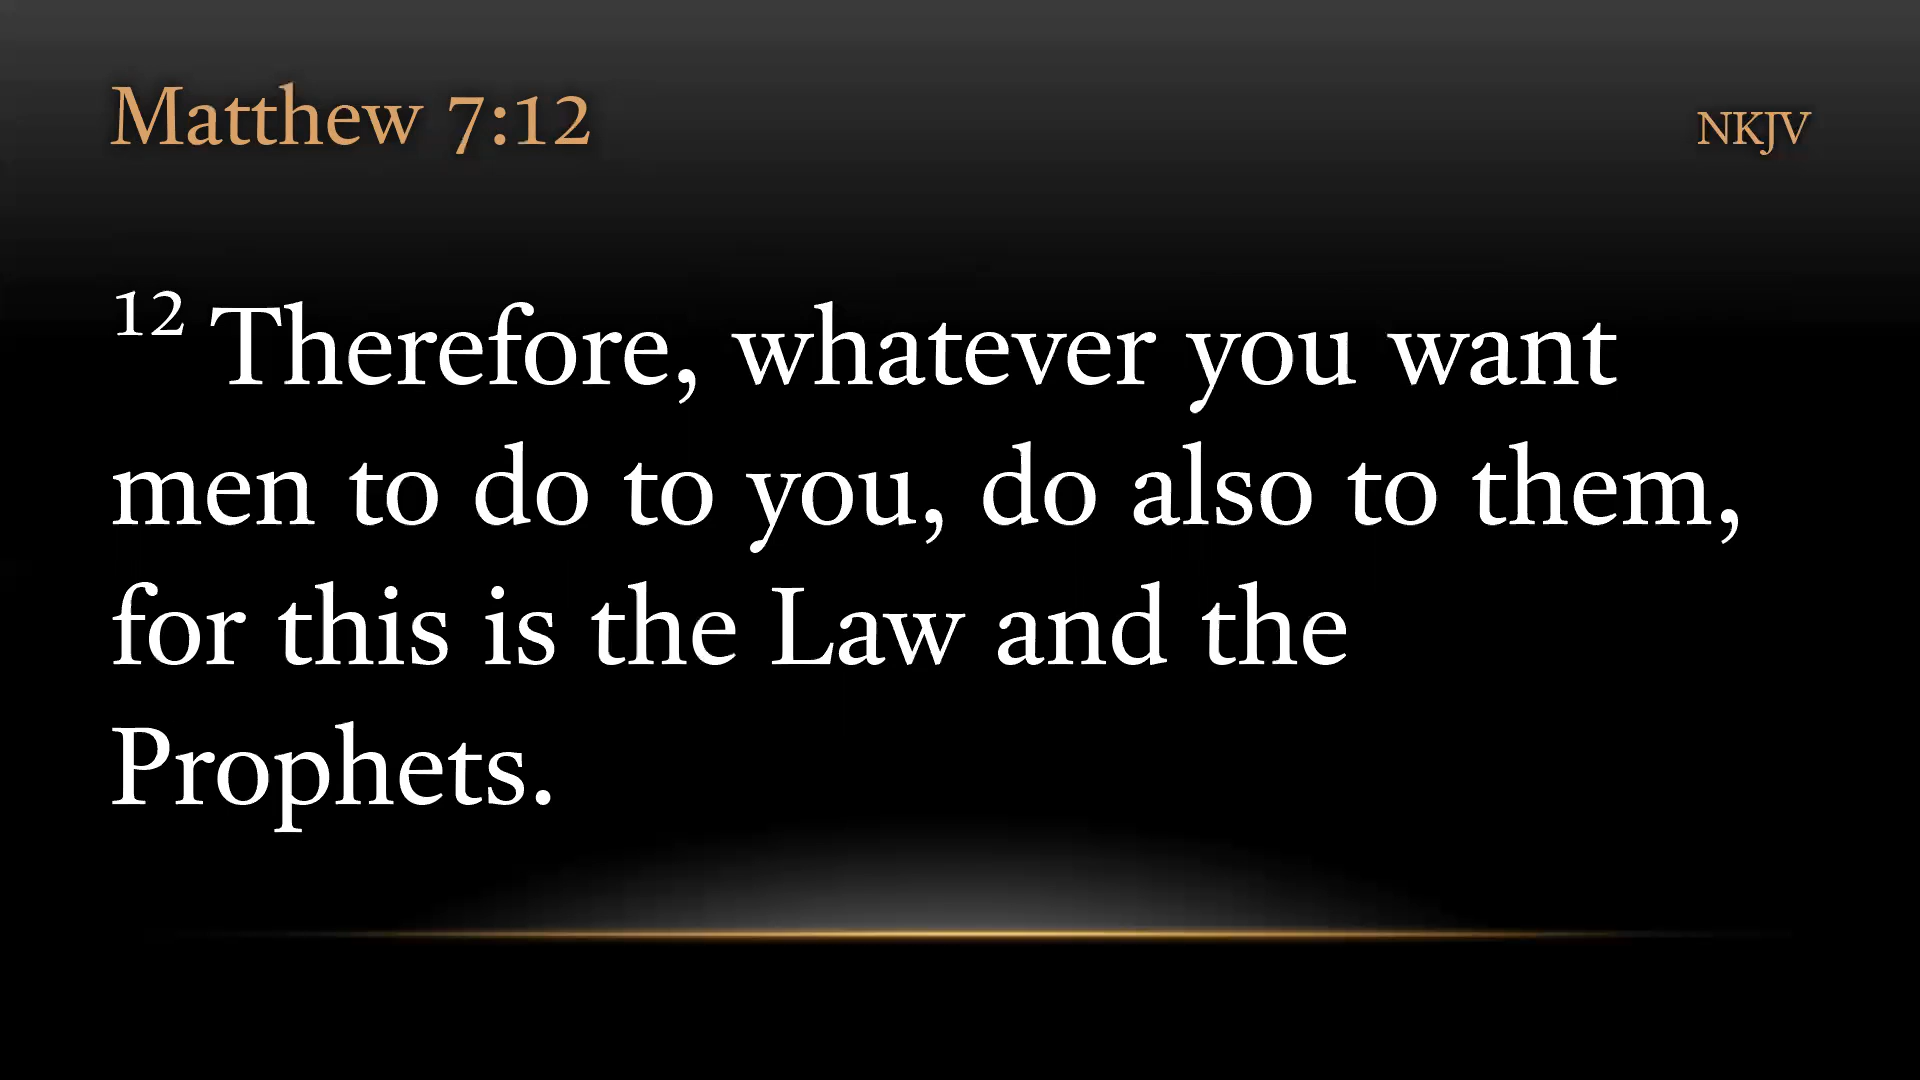 Matthew 7:12
NKJV
12 Therefore, whatever you want
men to do to you, do also to them,
for this is the Law and the
Prophets.